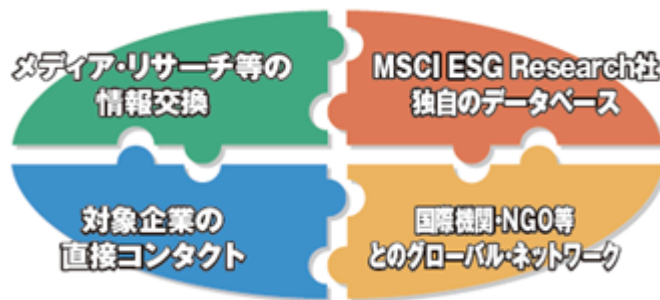 メディア・リサーチ等の
情報交換
MSCI ESG Research社
独自のデータベース
対象企業の
直接コンタクト
国際機関・NGO等
とのグローバル・ネットワーク